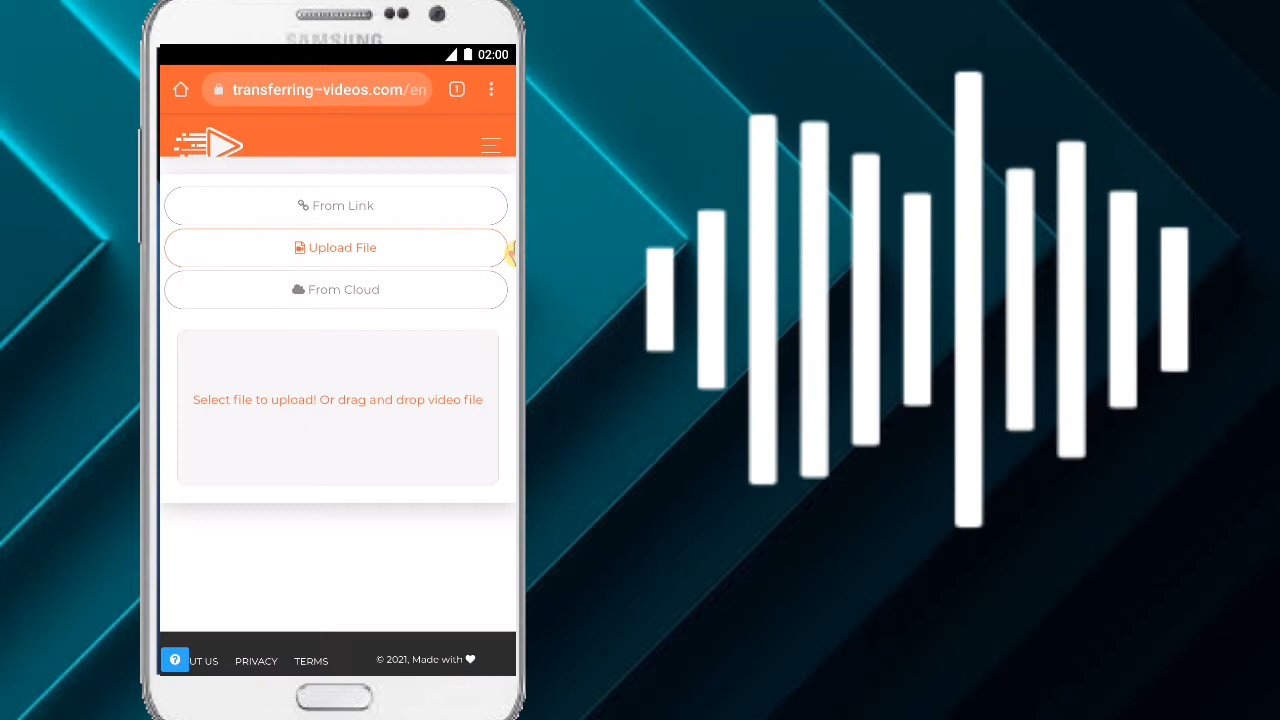 SAMSUNG
02:00
transferring-videos.com/en
1
From Link
Upload File
From Cloud
Select file to upload! Or drag and drop video file
UT US
PRIVACY
TERMS
© 2021, Made with